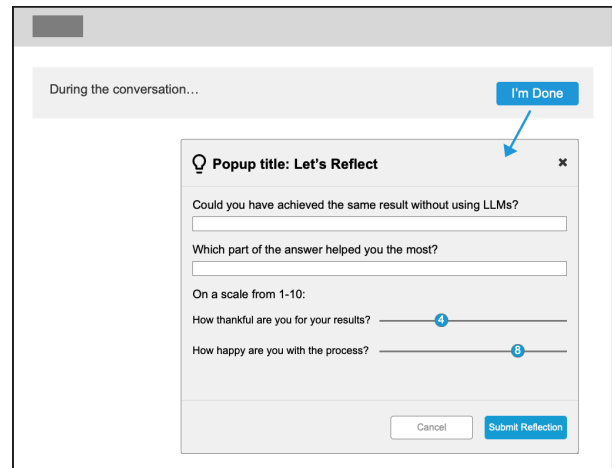 During the conversation...
I'm Done
Popup title: Let's Reflect
Could you have achieved the same result without using LLMs?
Which part of the answer helped you the most?
On a scale from 1-10:
How thankful are you for your results? 4
How happy are you with the process? 8
Cancel
Submit Reflection